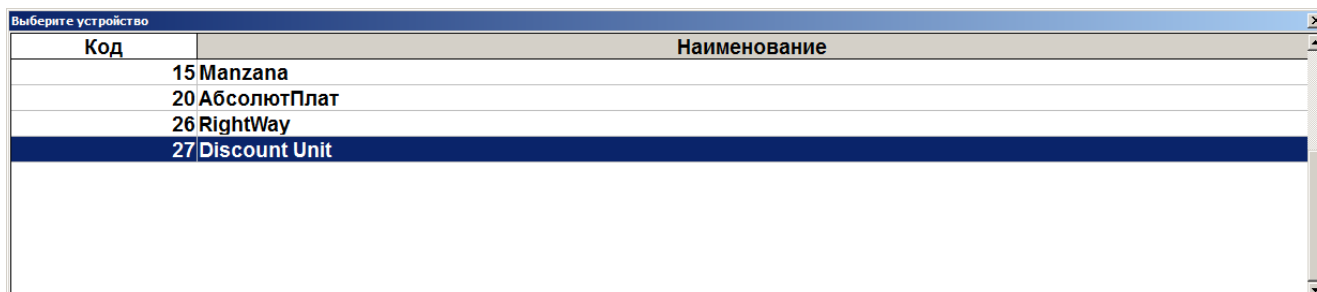 Выберите устройство
Код Наименование
15 Manzana
20 АбсолютПлат
26 RightWay
27 Discount Unit